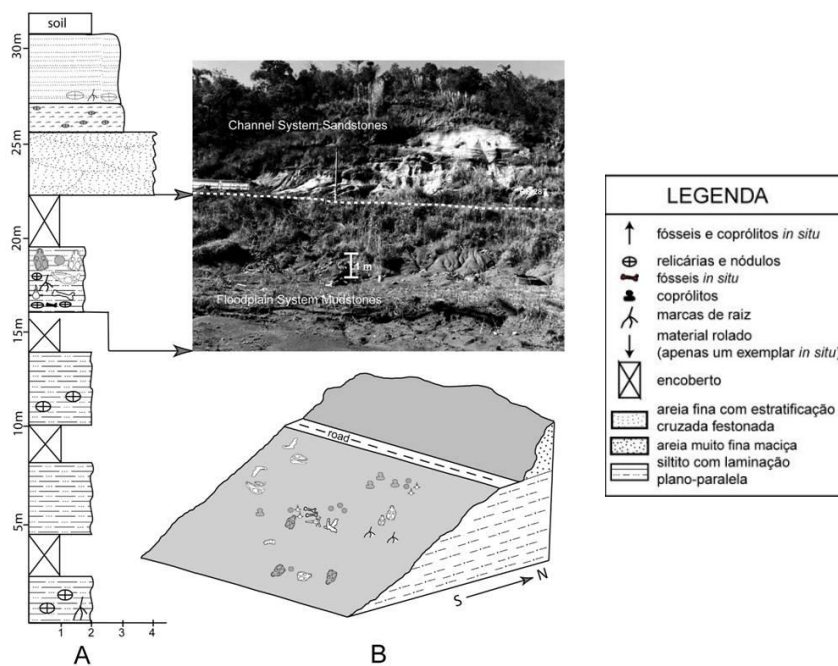 soil
30m
25m
20m
15m
10m
5m
1
2
3
4
A
Channel System Sandstones
1 m
Floodplain System Mudstones
road
S
N
B
LEGENDA
fósseis e coprólitos in situ
relicárias e nódulos
fósseis in situ
coprólitos
marcas de raiz
material rolado
(apenas um exemplar in situ)
encoberto
areia fina com estratificação
cruzada festonada
areia muito fina maciça
siltito com laminação
plano-paralela